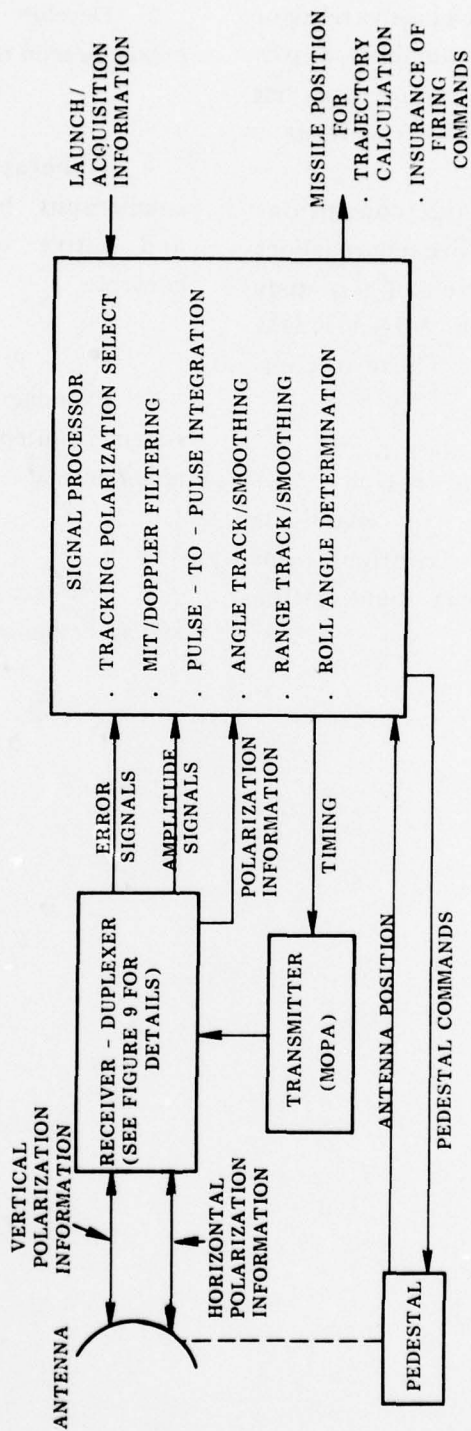 ANTENNA
VERTICAL
POLARIZATION
INFORMATION
HORIZONTAL
POLARIZATION
INFORMATION
RECEIVER - DUPLEXER
(SEE FIGURE 9 FOR
DETAILS)
TRANSMITTER
(MOPA)
PEDESTAL
ERROR
SIGNALS
AMPLITUDE
SIGNALS
POLARIZATION
INFORMATION
TIMING
ANTENNA POSITION
PEDESTAL COMMANDS
SIGNAL PROCESSOR
. TRACKING POLARIZATION SELECT
. MIT/DOPPLER FILTERING
. PULSE - TO - PULSE INTEGRATION
. ANGLE TRACK/SMOOTHING
. RANGE TRACK/SMOOTHING
. ROLL ANGLE DETERMINATION
LAUNCH/
ACQUISITION
INFORMATION
MISSILE POSITION
FOR
. TRAJECTORY
CALCULATION
. INSURANCE OF
FIRING
COMMANDS